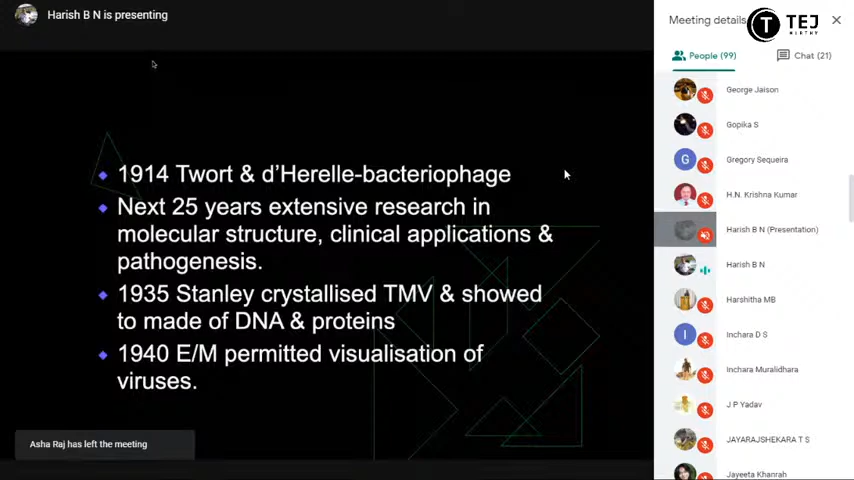 Harish B N is presenting
1914 Twort & d’Herelle-bacteriophage
Next 25 years extensive research in
molecular structure, clinical applications &
pathogenesis.
1935 Stanley crystallised TMV & showed
to made of DNA & proteins
1940 E/M permitted visualisation of
viruses.
Asha Raj has left the meeting
Meeting details
T TEJ
People (99)
Chat (21)
George Jaison
Gopika S
G
Gregory Sequeira
H.N. Krishna Kumar
Harish B N (Presentation)
Harish B N
Harshitha MB
I
Inchara D S
Inchara Muralidhara
J P Yadav
JAYARAJSHEKARA T S
Jayeeta Khanrah